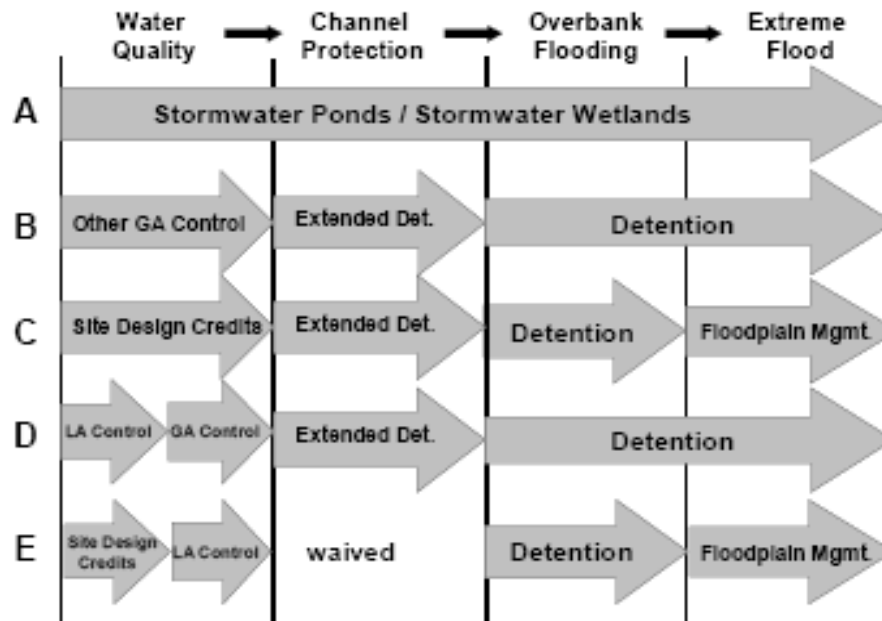 Water Quality
Channel Protection
Overbank Flooding
Extreme Flood
A
Stormwater Ponds / Stormwater Wetlands
B
Other GA Control
Extended Det.
Detention
C
Site Design Credits
Extended Det.
Detention
Floodplain Mgmt.
D
LA Control
GA Control
Extended Det.
Detention
E
Site Design
Credits
LA Control
waived
Detention
Floodplain Mgmt.